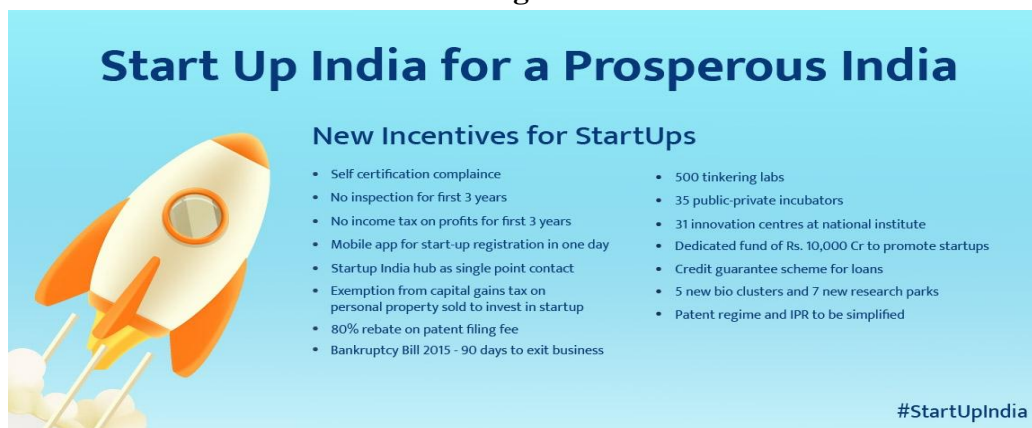 Start Up India for a Prosperous India
New Incentives for StartUps
• Self certification complaince
• No inspection for first 3 years
• No income tax on profits for first 3 years
• Mobile app for start-up registration in one day
• Startup India hub as single point contact
• Exemption from capital gains tax on
personal property sold to invest in startup
• 80% rebate on patent filing fee
• Bankruptcy Bill 2015 - 90 days to exit business
• 500 tinkering labs
• 35 public-private incubators
• 31 innovation centres at national institute
• Dedicated fund of Rs. 10,000 Cr to promote startups
• Credit guarantee scheme for loans
• 5 new bio clusters and 7 new research parks
• Patent regime and IPR to be simplified
#StartUpIndia